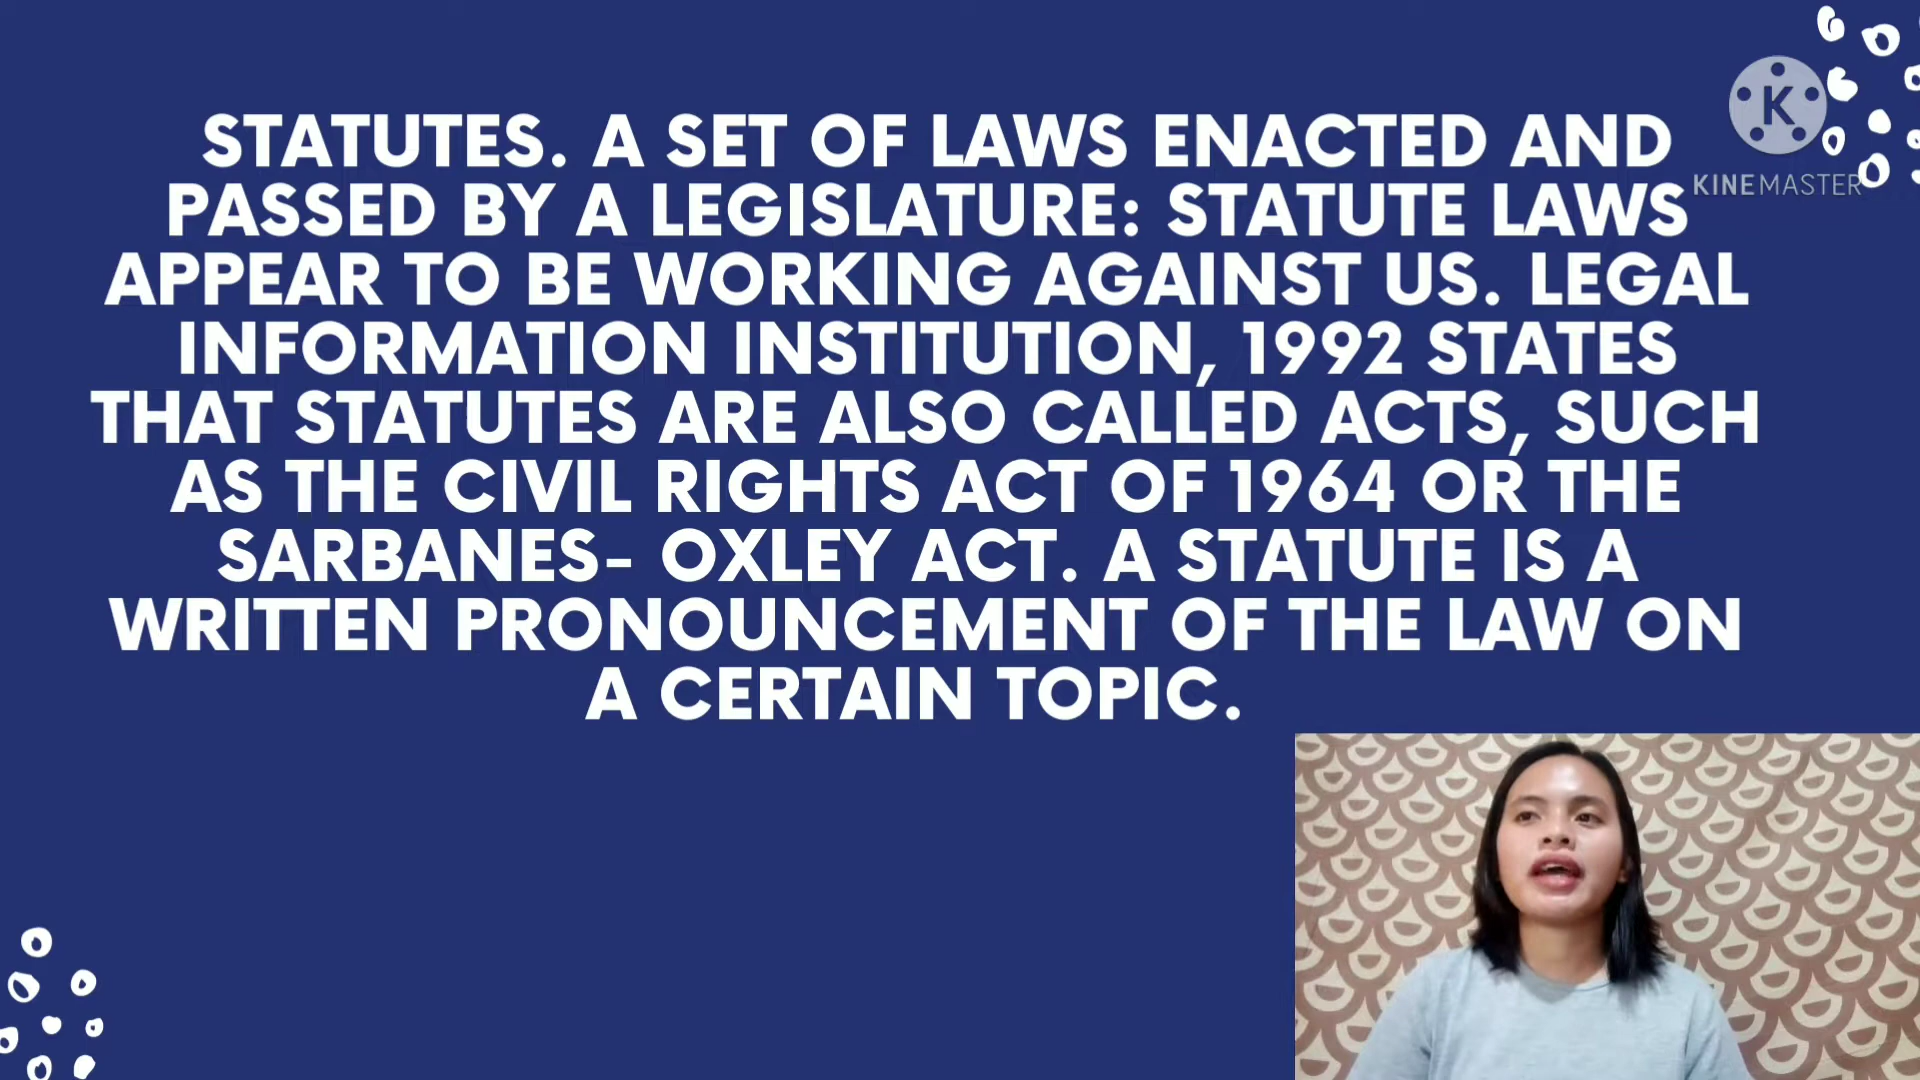 STATUTES. A SET OF LAWS ENACTED AND
PASSED BY A LEGISLATURE: STATUTE LAWS
APPEAR TO BE WORKING AGAINST US. LEGAL
INFORMATION INSTITUTION, 1992 STATES
THAT STATUTES ARE ALSO CALLED ACTS, SUCH
AS THE CIVIL RIGHTS ACT OF 1964 OR THE
SARBANES- OXLEY ACT. A STATUTE IS A
WRITTEN PRONOUNCEMENT OF THE LAW ON
A CERTAIN TOPIC.
K
KINEMASTER